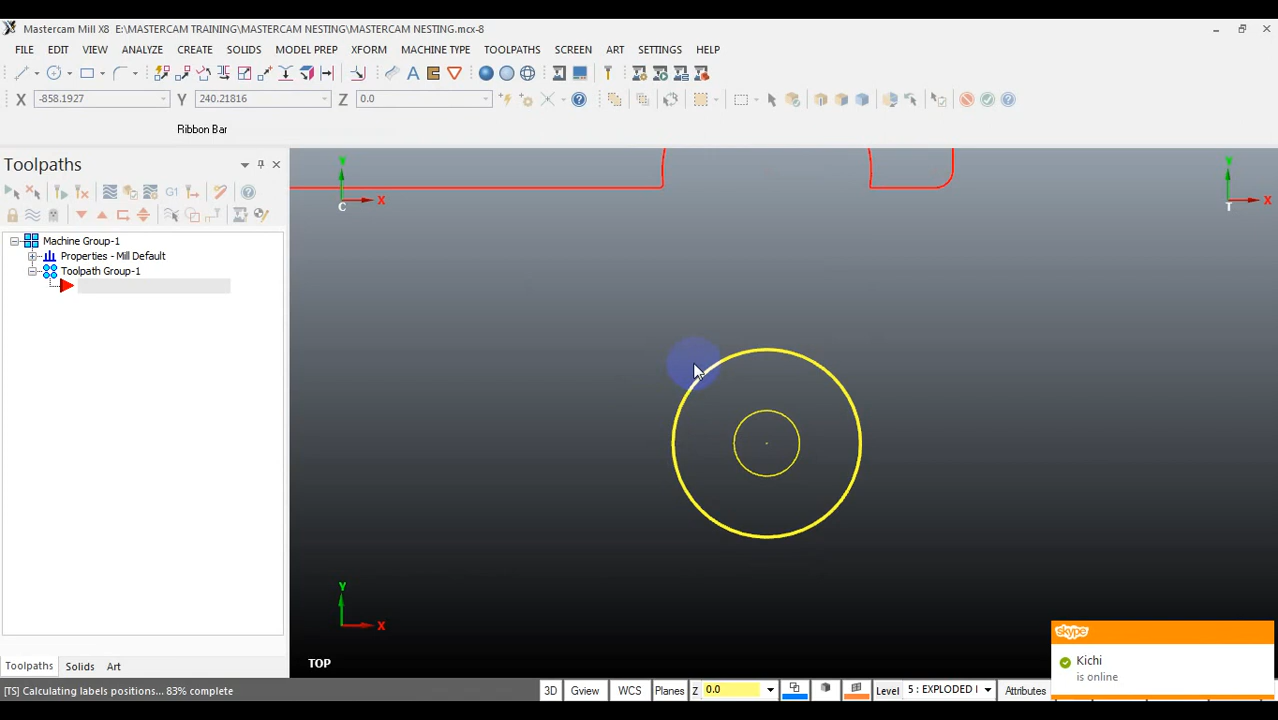 Mastercam Mill X8 E:\MASTERCAM TRAINING\MASTERCAM NESTING\MASTERCAM NESTING.mcx-8
FILE EDIT VIEW ANALYZE CREATE SOLIDS MODEL PREP XFORM MACHINE TYPE TOOLPATHS SCREEN ART SETTINGS HELP
X -858.1927 Y 240.21816 Z 0.0
Ribbon Bar
Toolpaths
G1
Machine Group-1
Properties - Mill Default
Toolpath Group-1
Y
X
C
Y
X
T
Y
X
TOP
skype
Kichi
is online
Toolpaths Solids Art
[TS] Calculating labels positions... 83% complete
3D Gview WCS Planes Z 0.0 Level 5 : EXPLODED Attributes